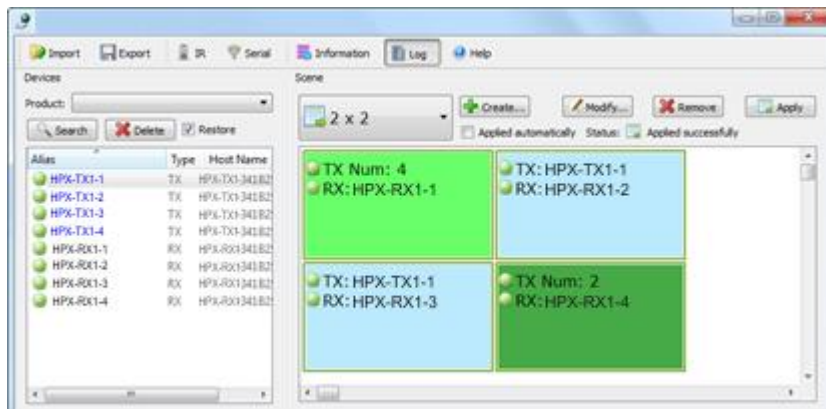 Import Export IR Serial Information Log Help
Devices
Scene
Product:
2 x 2
Create... Modify... Remove Apply
Search Delete Restore
Applied automatically Status: Applied successfully
Alias Type Host Name
HPX-TX1-1 TX
HPX-TX1-2 TX
HPX-TX1-3 TX
HPX-TX1-4 TX
HPX-RX1-1 RX
HPX-RX1-2 RX
HPX-RX1-3 RX
HPX-RX1-4 RX
TX Num: 4
RX: HPX-RX1-1
TX: HPX-TX1-1
RX: HPX-RX1-2
TX: HPX-TX1-1
RX: HPX-RX1-3
TX Num: 2
RX: HPX-RX1-4